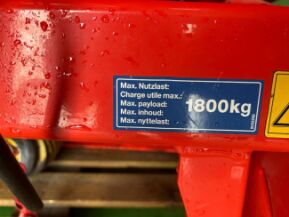 Max. Nutzlast:
Charge utile max.:
Max. payload: 1800kg
Max. inhoud:
Max. nyttelast: